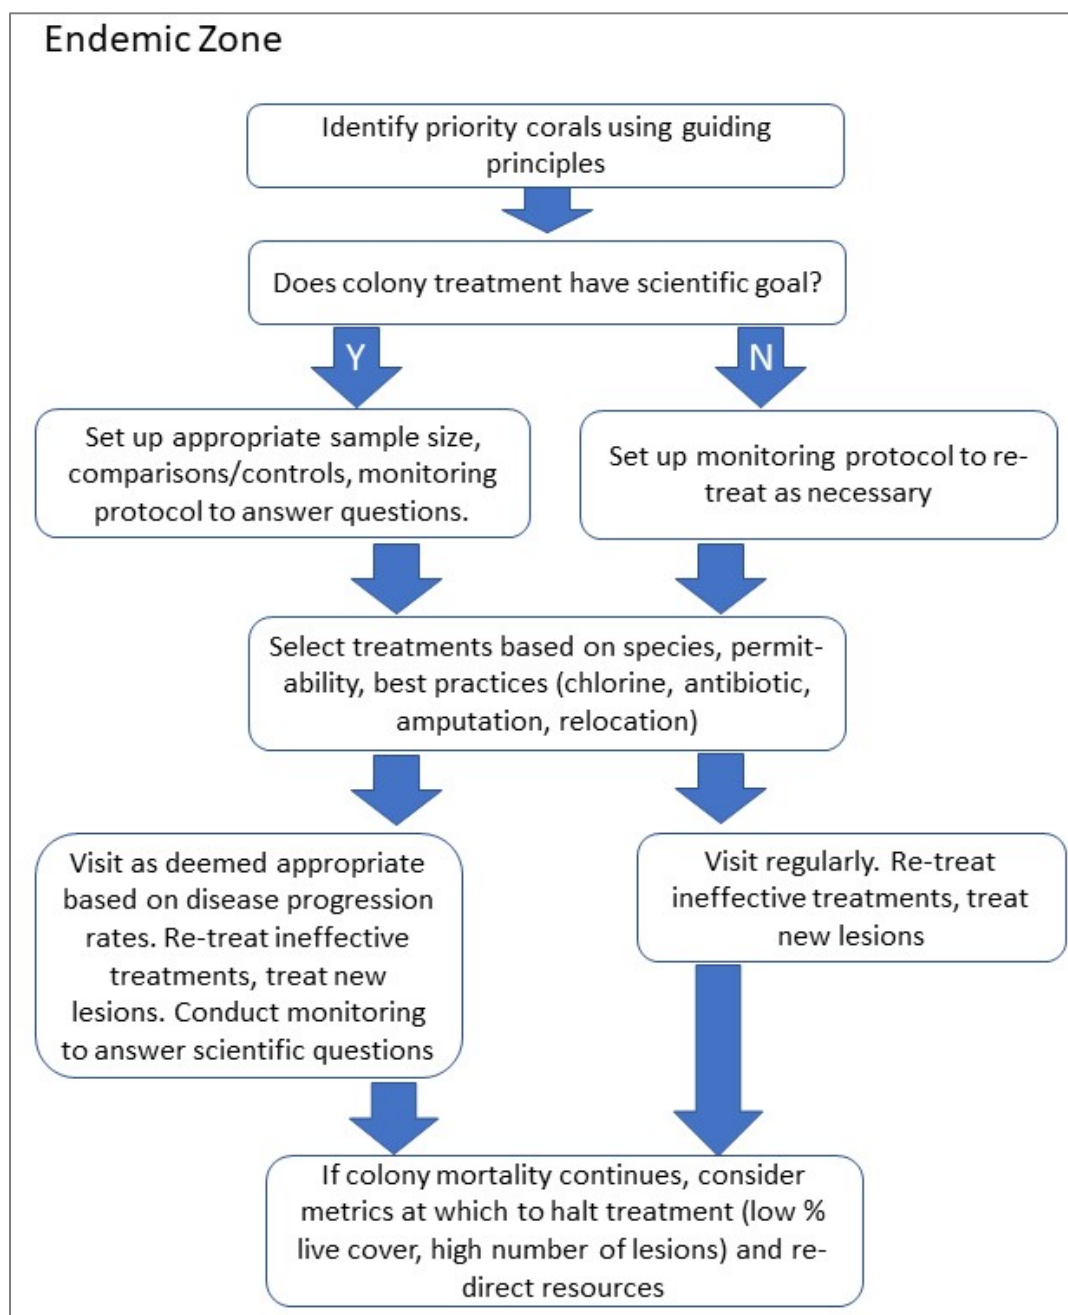 Endemic Zone
Identify priority corals using guiding
principles
Does colony treatment have scientific goal?
Y
N
Set up appropriate sample size,
comparisons/controls, monitoring
protocol to answer questions.
Set up monitoring protocol to re-
treat as necessary
Select treatments based on species, permit-
ability, best practices (chlorine, antibiotic,
amputation, relocation)
Visit as deemed appropriate
based on disease progression
rates. Re-treat ineffective
treatments, treat new
lesions. Conduct monitoring
to answer scientific questions
Visit regularly. Re-treat
ineffective treatments, treat
new lesions
If colony mortality continues, consider
metrics at which to halt treatment (low %
live cover, high number of lesions) and re-
direct resources